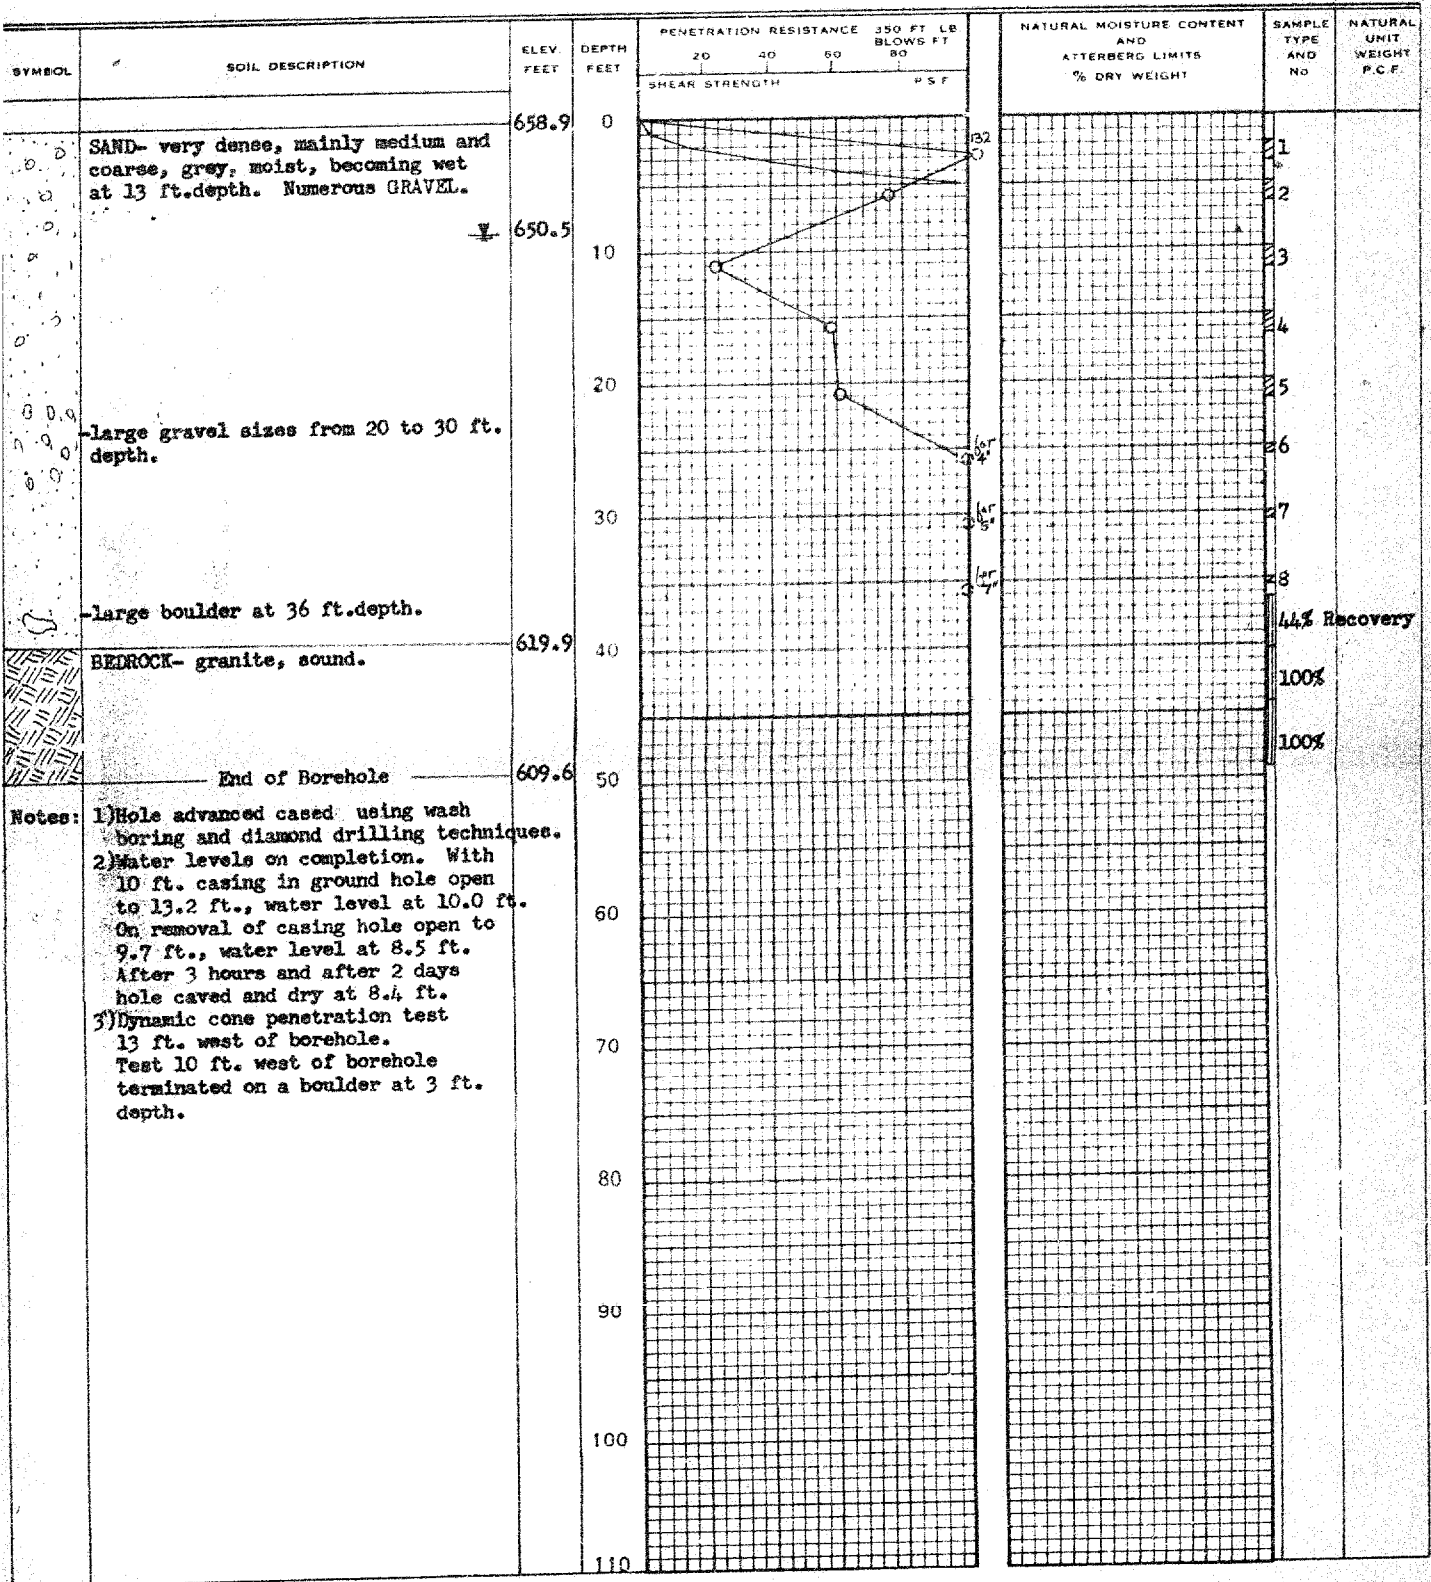 SYMBOL
SOIL DESCRIPTION
ELEV.
FEET
DEPTH
FEET
PENETRATION RESISTANCE 350 FT LB
BLOWS FT
20 40 60 80
SHEAR STRENGTH P S F
NATURAL MOISTURE CONTENT
AND
ATTERBERG LIMITS
% DRY WEIGHT
SAMPLE
TYPE
AND
No
NATURAL
UNIT
WEIGHT
P.C.F.
658.9
0
SAND- very dense, mainly medium and
coarse, grey, moist, becoming wet
at 13 ft.depth. Numerous GRAVEL.
132
1
2
650.5
10
3
4
20
5
-large gravel sizes from 20 to 30 ft.
depth.
for
4"
6
30
for
5"
7
for
7"
8
-large boulder at 36 ft.depth.
44% Recovery
619.9
40
BEDROCK- granite, sound.
100%
100%
End of Borehole
609.6
50
Notes: 1)Hole advanced cased using wash
boring and diamond drilling techniques.
2)Water levels on completion. With
10 ft. casing in ground hole open
to 13.2 ft., water level at 10.0 ft.
On removal of casing hole open to
9.7 ft., water level at 8.5 ft.
After 3 hours and after 2 days
hole caved and dry at 8.4 ft.
3)Dynamic cone penetration test
13 ft. west of borehole.
Test 10 ft. west of borehole
terminated on a boulder at 3 ft.
depth.
60
70
80
90
100
110